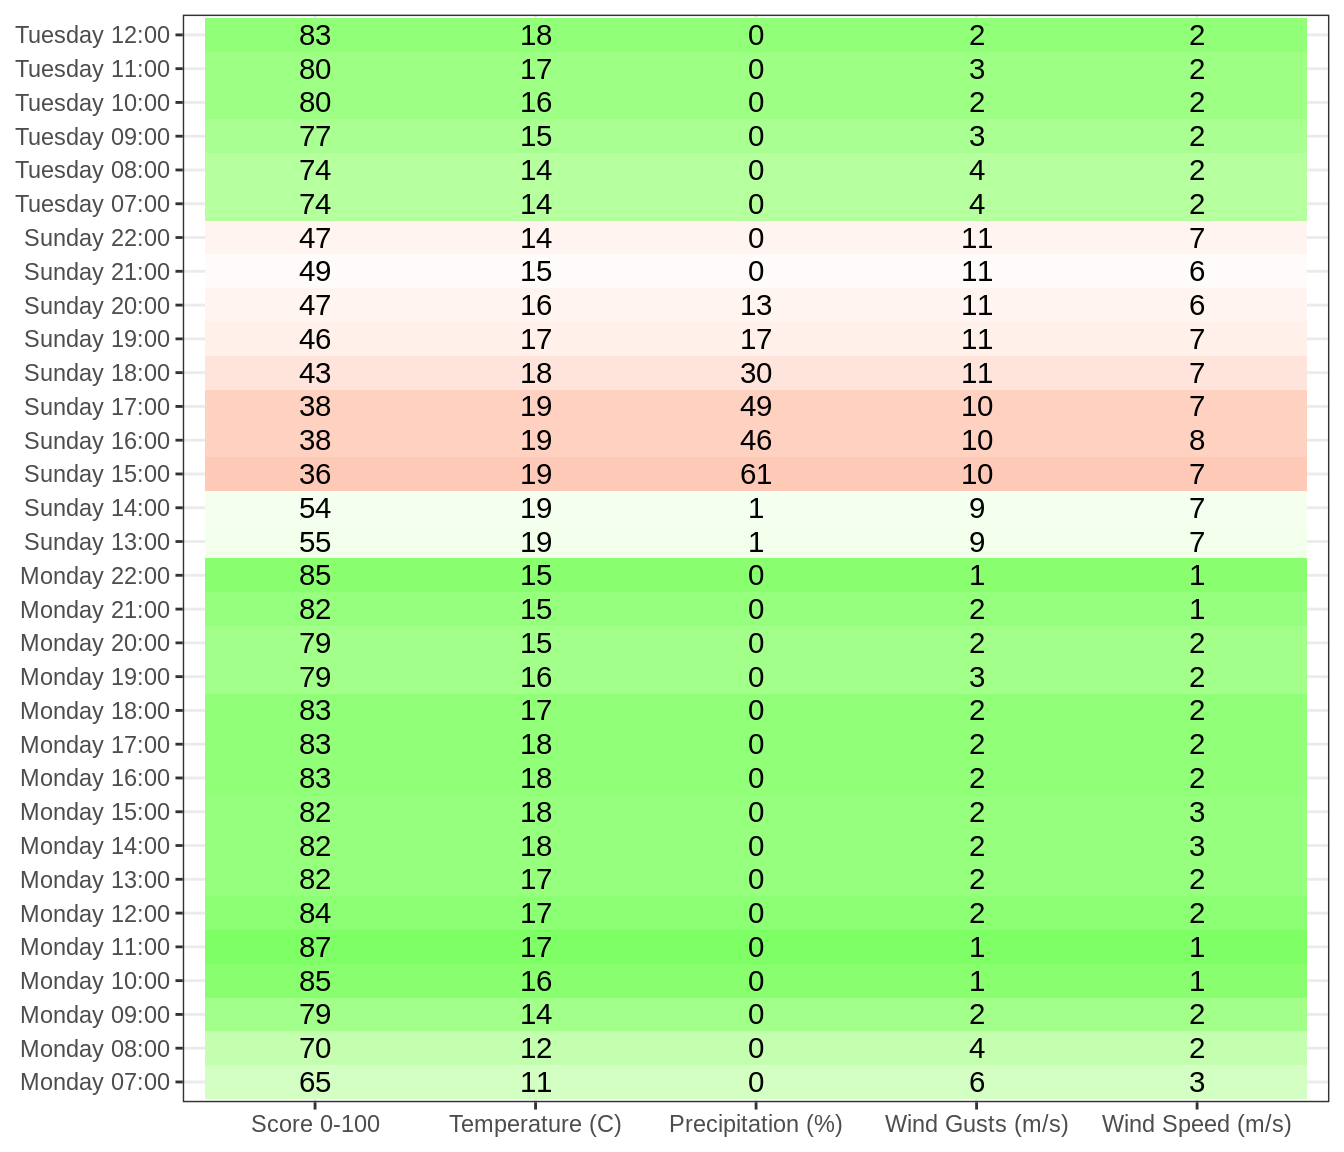 Tuesday 12:00 83 18 0 2 2
Tuesday 11:00 80 17 0 3 2
Tuesday 10:00 80 16 0 2 2
Tuesday 09:00 77 15 0 3 2
Tuesday 08:00 74 14 0 4 2
Tuesday 07:00 74 14 0 4 2
Sunday 22:00 47 14 0 11 7
Sunday 21:00 49 15 0 11 6
Sunday 20:00 47 16 13 11 6
Sunday 19:00 46 17 17 11 7
Sunday 18:00 43 18 30 11 7
Sunday 17:00 38 19 49 10 7
Sunday 16:00 38 19 46 10 8
Sunday 15:00 36 19 61 10 7
Sunday 14:00 54 19 1 9 7
Sunday 13:00 55 19 1 9 7
Monday 22:00 85 15 0 1 1
Monday 21:00 82 15 0 2 1
Monday 20:00 79 15 0 2 2
Monday 19:00 79 16 0 3 2
Monday 18:00 83 17 0 2 2
Monday 17:00 83 18 0 2 2
Monday 16:00 83 18 0 2 2
Monday 15:00 82 18 0 2 3
Monday 14:00 82 18 0 2 3
Monday 13:00 82 17 0 2 2
Monday 12:00 84 17 0 2 2
Monday 11:00 87 17 0 1 1
Monday 10:00 85 16 0 1 1
Monday 09:00 79 14 0 2 2
Monday 08:00 70 12 0 4 2
Monday 07:00 65 11 0 6 3
Score 0-100 Temperature (C) Precipitation (%) Wind Gusts (m/s) Wind Speed (m/s)